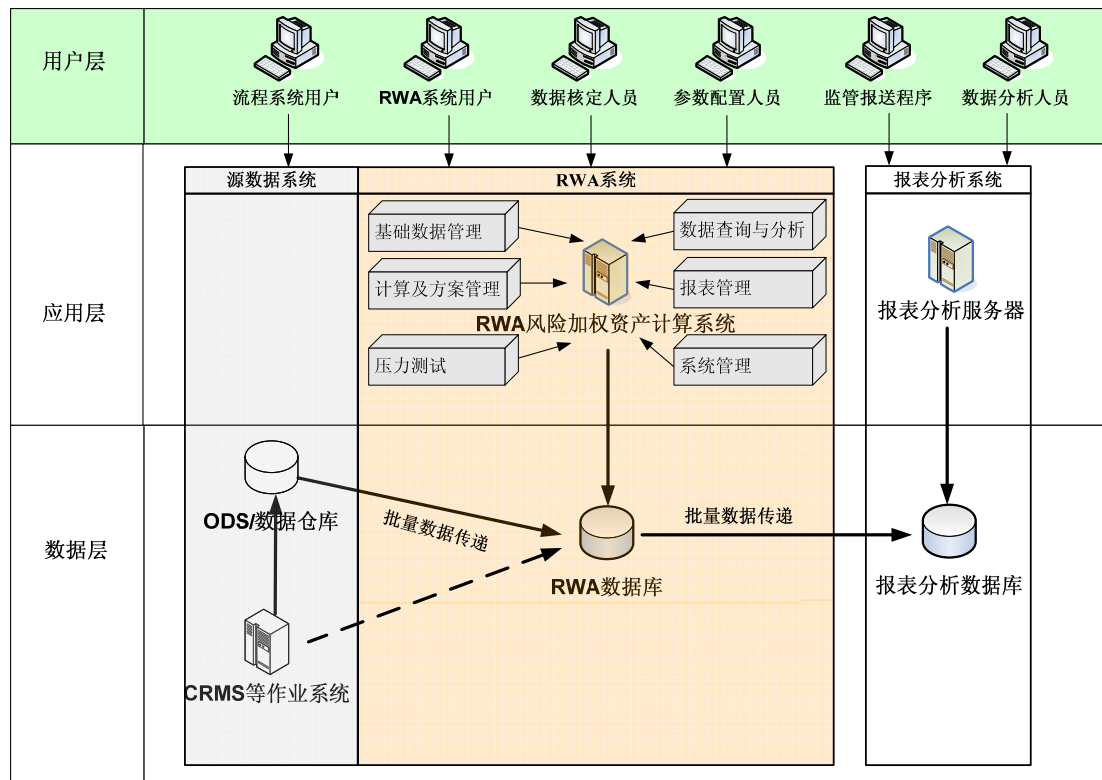 用户层
流程系统用户
RWA系统用户
数据核定人员
参数配置人员
监管报送程序
数据分析人员
源数据系统
RWA系统
报表分析系统
应用层
基础数据管理
数据查询与分析
计算及方案管理
报表管理
RWA风险加权资产计算系统
压力测试
系统管理
报表分析服务器
数据层
ODS/数据仓库
批量数据传递
批量数据传递
RWA数据库
报表分析数据库
CRMS等作业系统